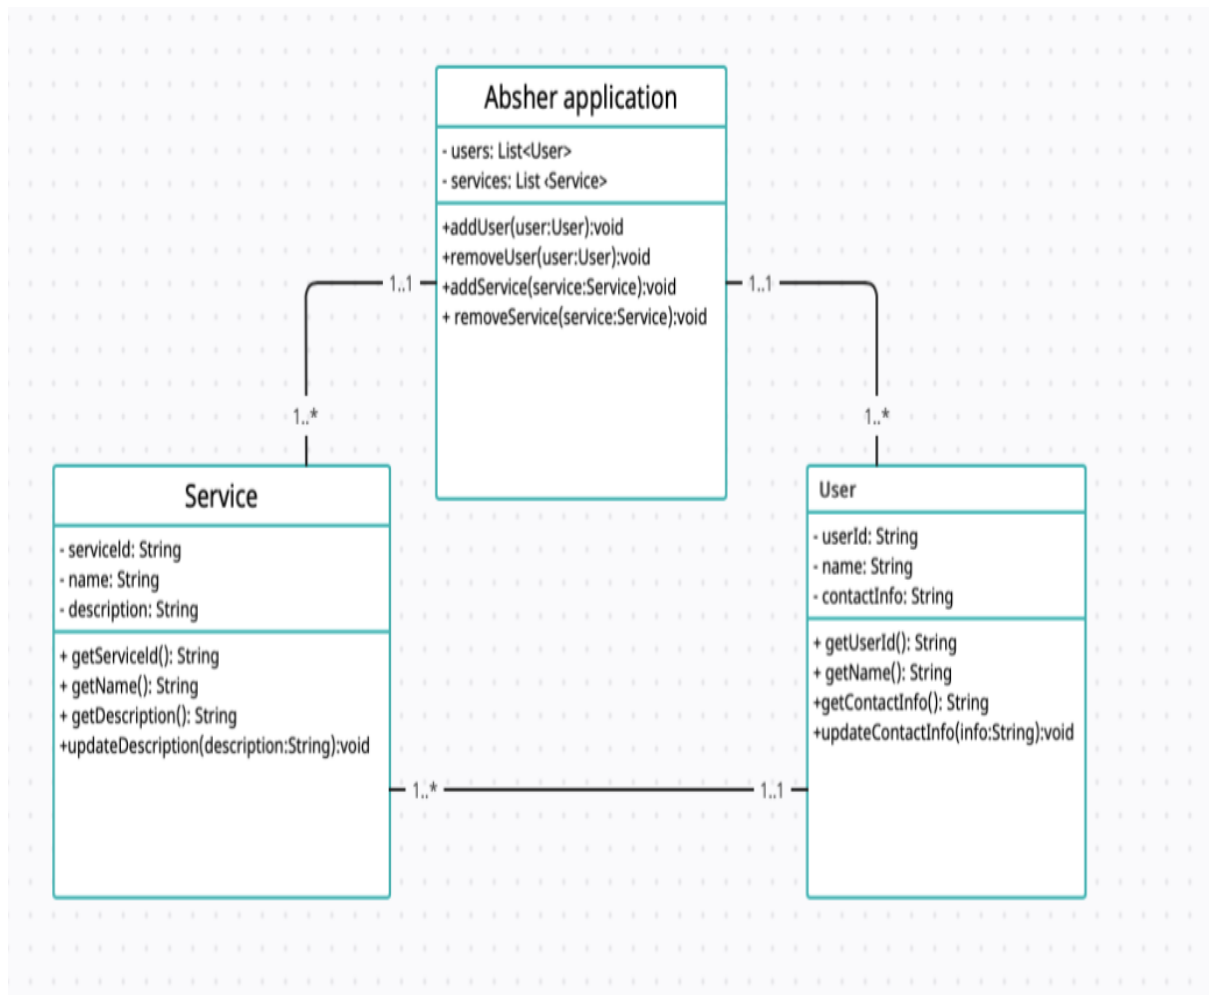 Absher application
- users: List<User>
- services: List <Service>
+addUser(user:User):void
+removeUser(user:User):void
+addService(service:Service):void
+ removeService(service:Service):void
1..1
1..1
1..*
1..*
Service
- serviceId: String
- name: String
- description: String
+ getServiceId(): String
+ getName(): String
+ getDescription(): String
+updateDescription(description:String):void
User
- userId: String
- name: String
- contactInfo: String
+ getUserId(): String
+ getName(): String
+getContactInfo(): String
+updateContactInfo(info:String):void
1..*
1..1